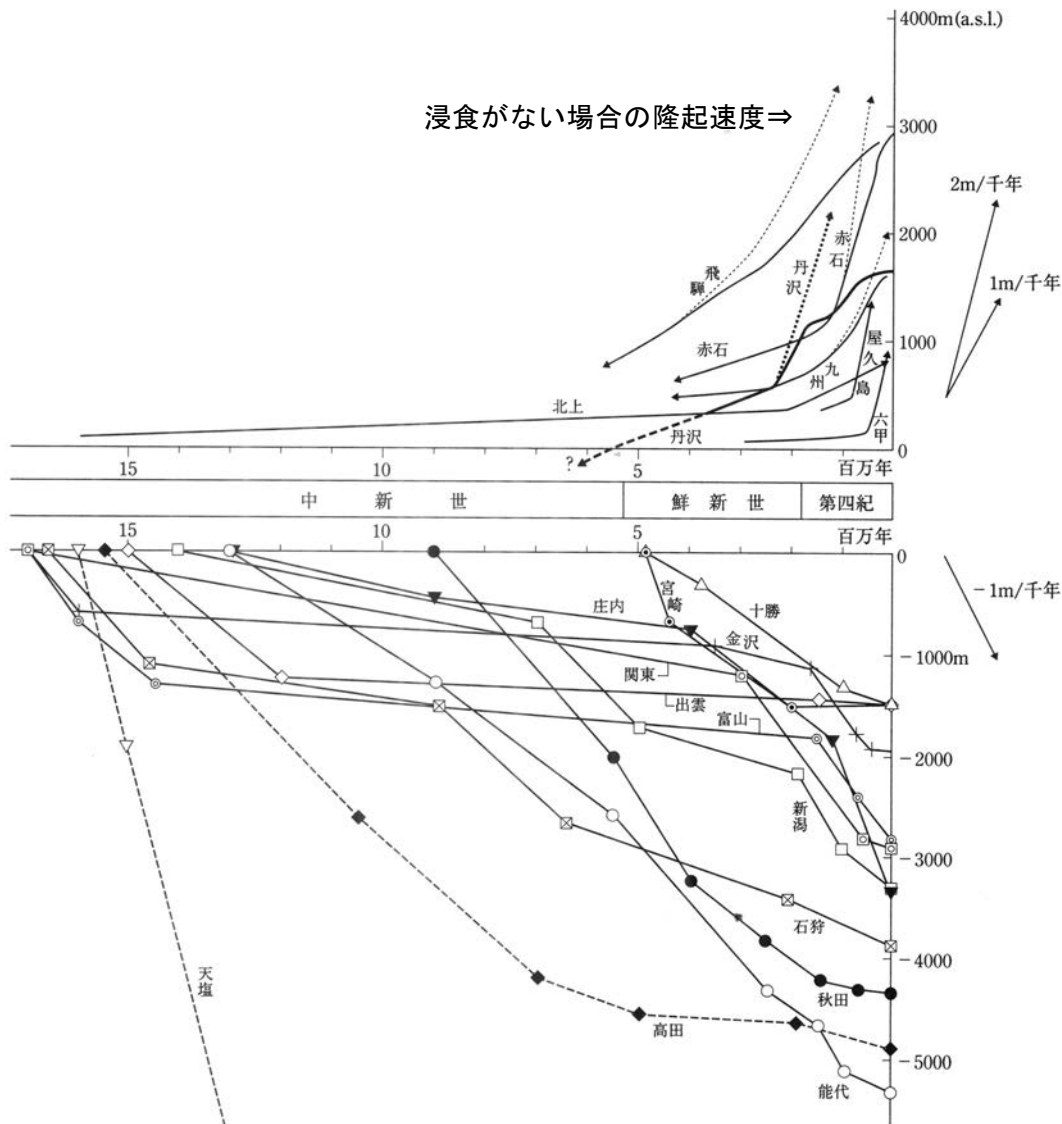 4000m(a.s.l.)
浸食がない場合の隆起速度⇒
3000
2m/千年
2000
赤石
丹沢
飛驒
1m/千年
赤石
1000
屋久島
九州
北上
六甲
丹沢
0
?
15
10
5
百万年
中新世
鮮新世
第四紀
15
10
5
百万年
0
宮崎
十勝
-1m/千年
庄内
金沢
-1000m
関東
出雲
富山
-2000
新潟
-3000
石狩
-4000
天塩
秋田
高田
-5000
能代